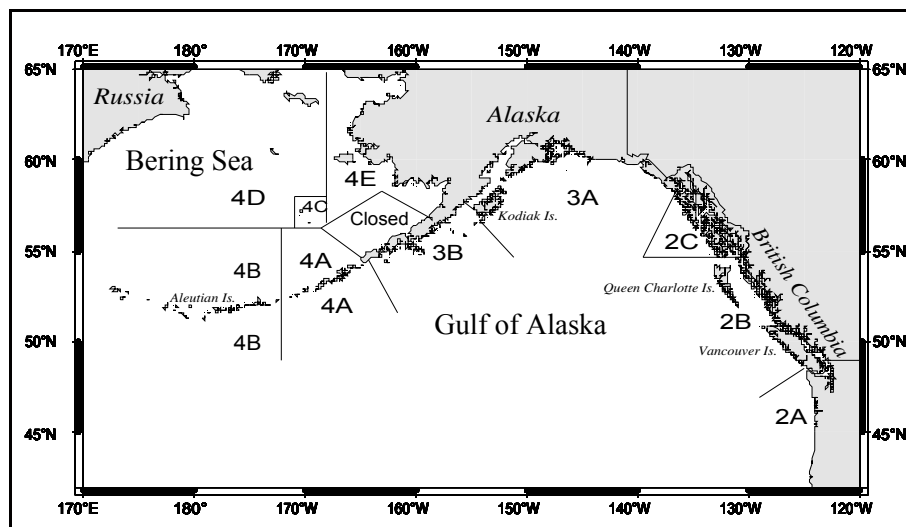 170°E 180° 170°W 160°W 150°W 140°W 130°W 120°W
65°N 65°N
Russia
Alaska
60°N 60°N
Bering Sea
4E
4D 4C 3A
Closed
Kodiak Is.
55°N 2C 55°N
3B
British Columbia
4B 4A
Queen Charlotte Is.
Aleutian Is. 4A
2B
Gulf of Alaska
50°N 4B 50°N
Vancouver Is.
2A
45°N 45°N
170°E 180° 170°W 160°W 150°W 140°W 130°W 120°W